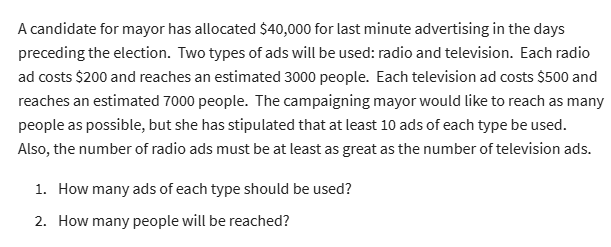 A candidate for mayor has allocated $40,000 for last minute advertising in the days
preceding the election. Two types of ads will be used: radio and television. Each radio
ad costs $200 and reaches an estimated 3000 people. Each television ad costs $500 and
reaches an estimated 7000 people. The campaigning mayor would like to reach as many
people as possible, but she has stipulated that at least 10 ads of each type be used.
Also, the number of radio ads must be at least as great as the number of television ads.
1. How many ads of each type should be used?
2. How many people will be reached?